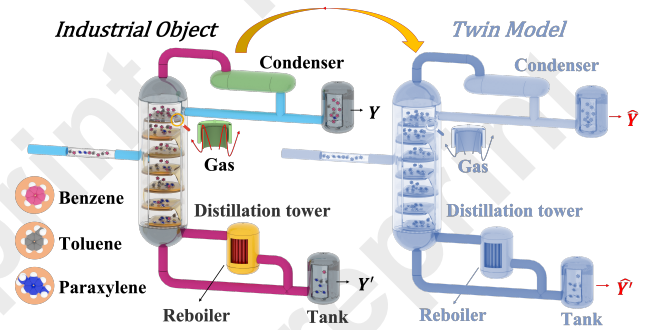 Industrial Object
Twin Model
Condenser
Condenser
Y
Ŷ
Gas
Gas
Benzene
Toluene
Paraxylene
Distillation tower
Distillation tower
Y'
Ŷ'
Reboiler
Tank
Reboiler
Tank
preprint